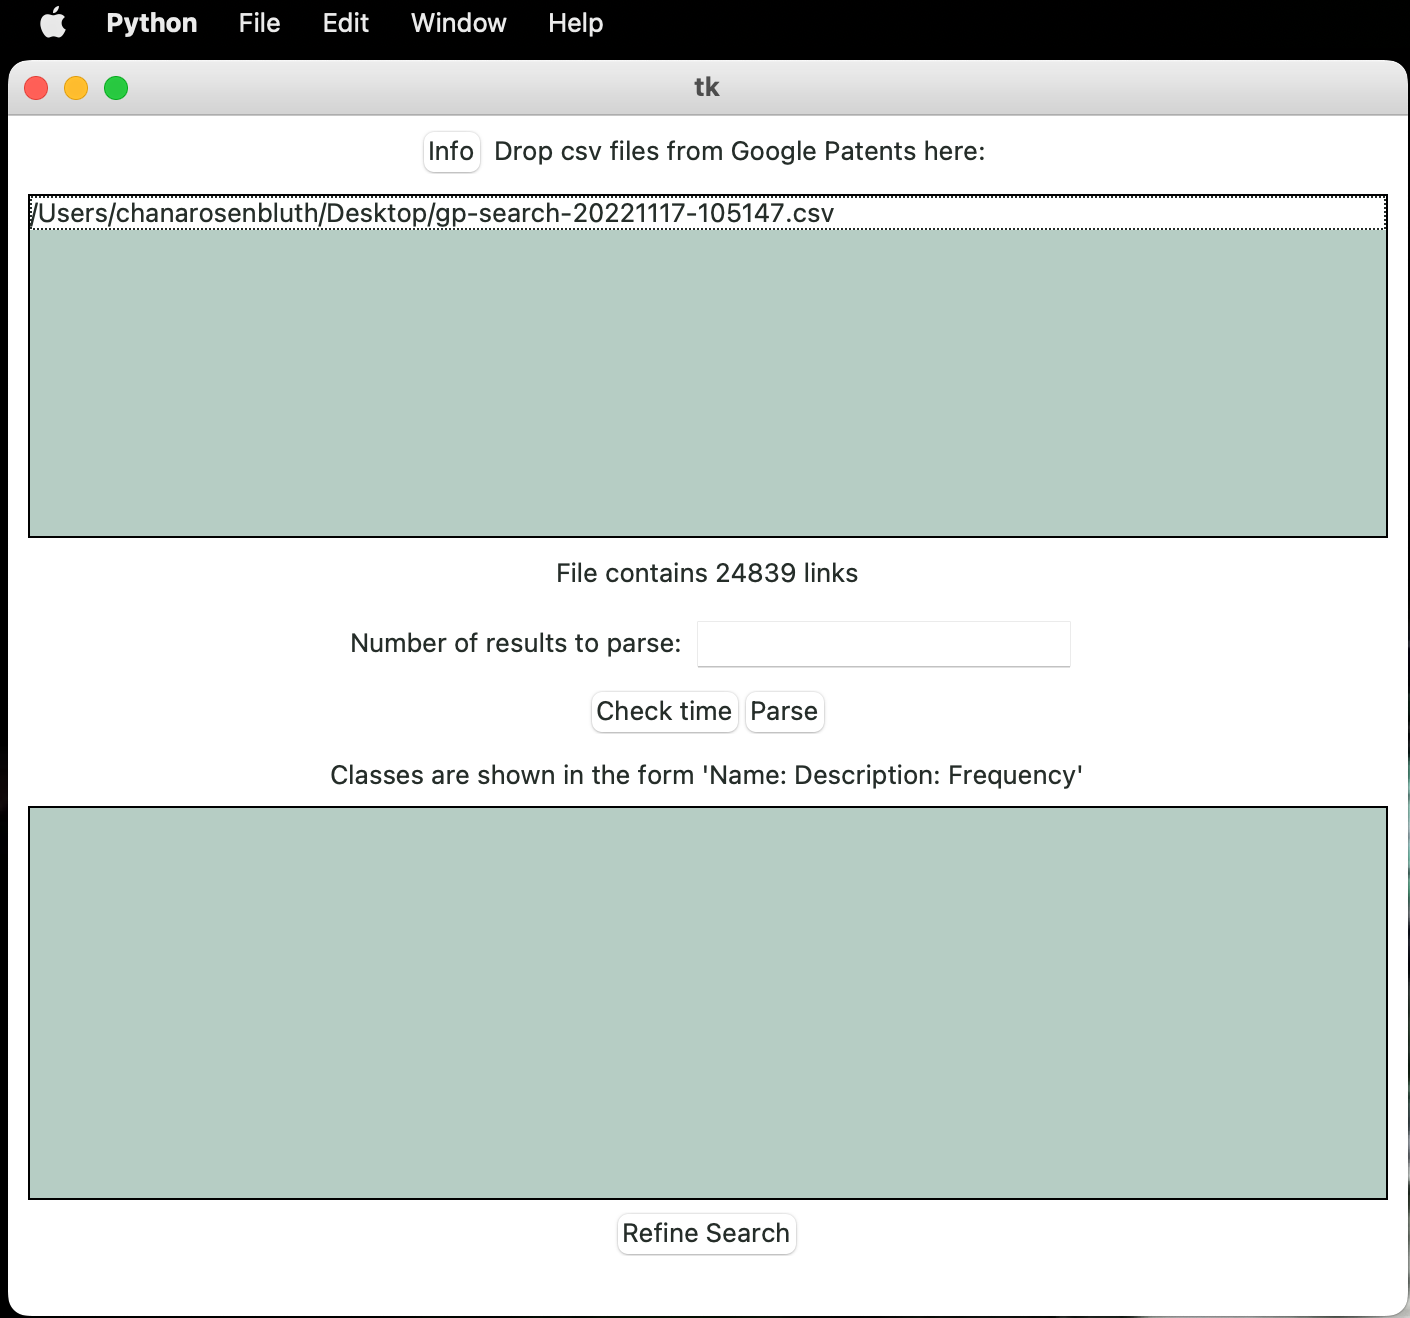 Python File Edit Window Help
tk
Info Drop csv files from Google Patents here:
/Users/chanarosenbluth/Desktop/gp-search-20221117-105147.csv
File contains 24839 links
Number of results to parse:
Check time Parse
Classes are shown in the form 'Name: Description: Frequency'
Refine Search